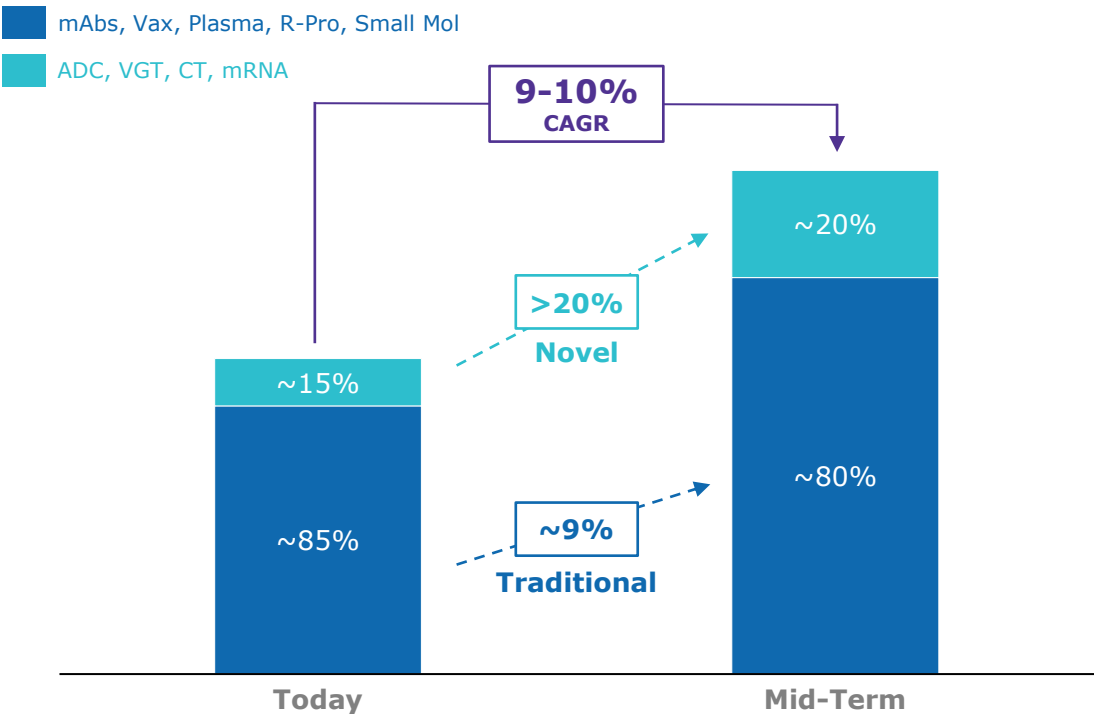 mAbs, Vax, Plasma, R-Pro, Small Mol
ADC, VGT, CT, mRNA
9-10%
CAGR
~20%
>20%
Novel
~15%
~80%
~9%
~85%
Traditional
Today
Mid-Term